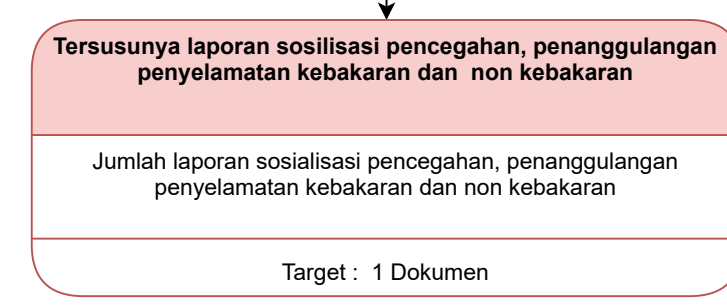 Tersusunya laporan sosilisasi pencegahan, penanggulangan
penyelamatan kebakaran dan non kebakaran
Jumlah laporan sosialisasi pencegahan, penanggulangan
penyelamatan kebakaran dan non kebakaran
Target : 1 Dokumen